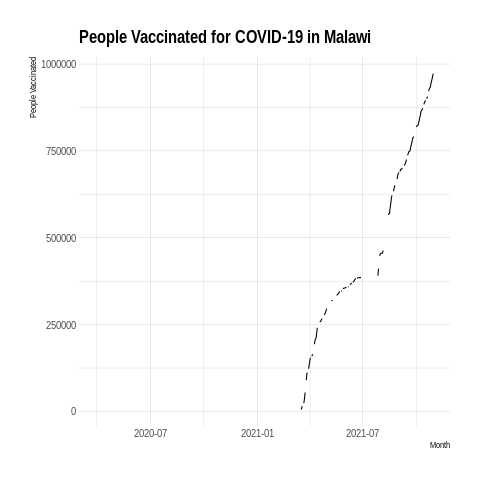 People Vaccinated for COVID-19 in Malawi
People Vaccinated
1000000
750000
500000
250000
0
2020-07 2021-01 2021-07
Month